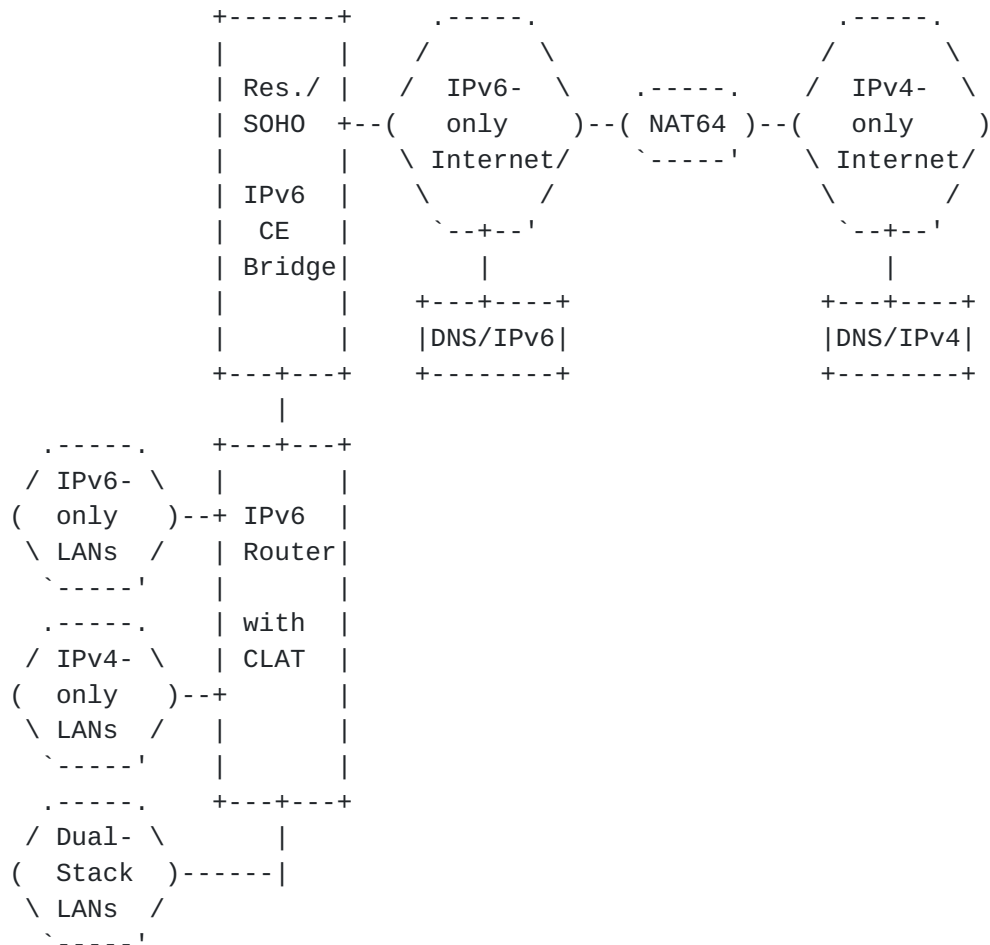 Res./
SOHO
IPv6
CE
Bridge
IPv6-
only
Internet
NAT64
IPv4-
only
Internet
DNS/IPv6
DNS/IPv4
IPv6-
only
LANs
IPv6
Router
with
CLAT
IPv4-
only
LANs
Dual-
Stack
LANs